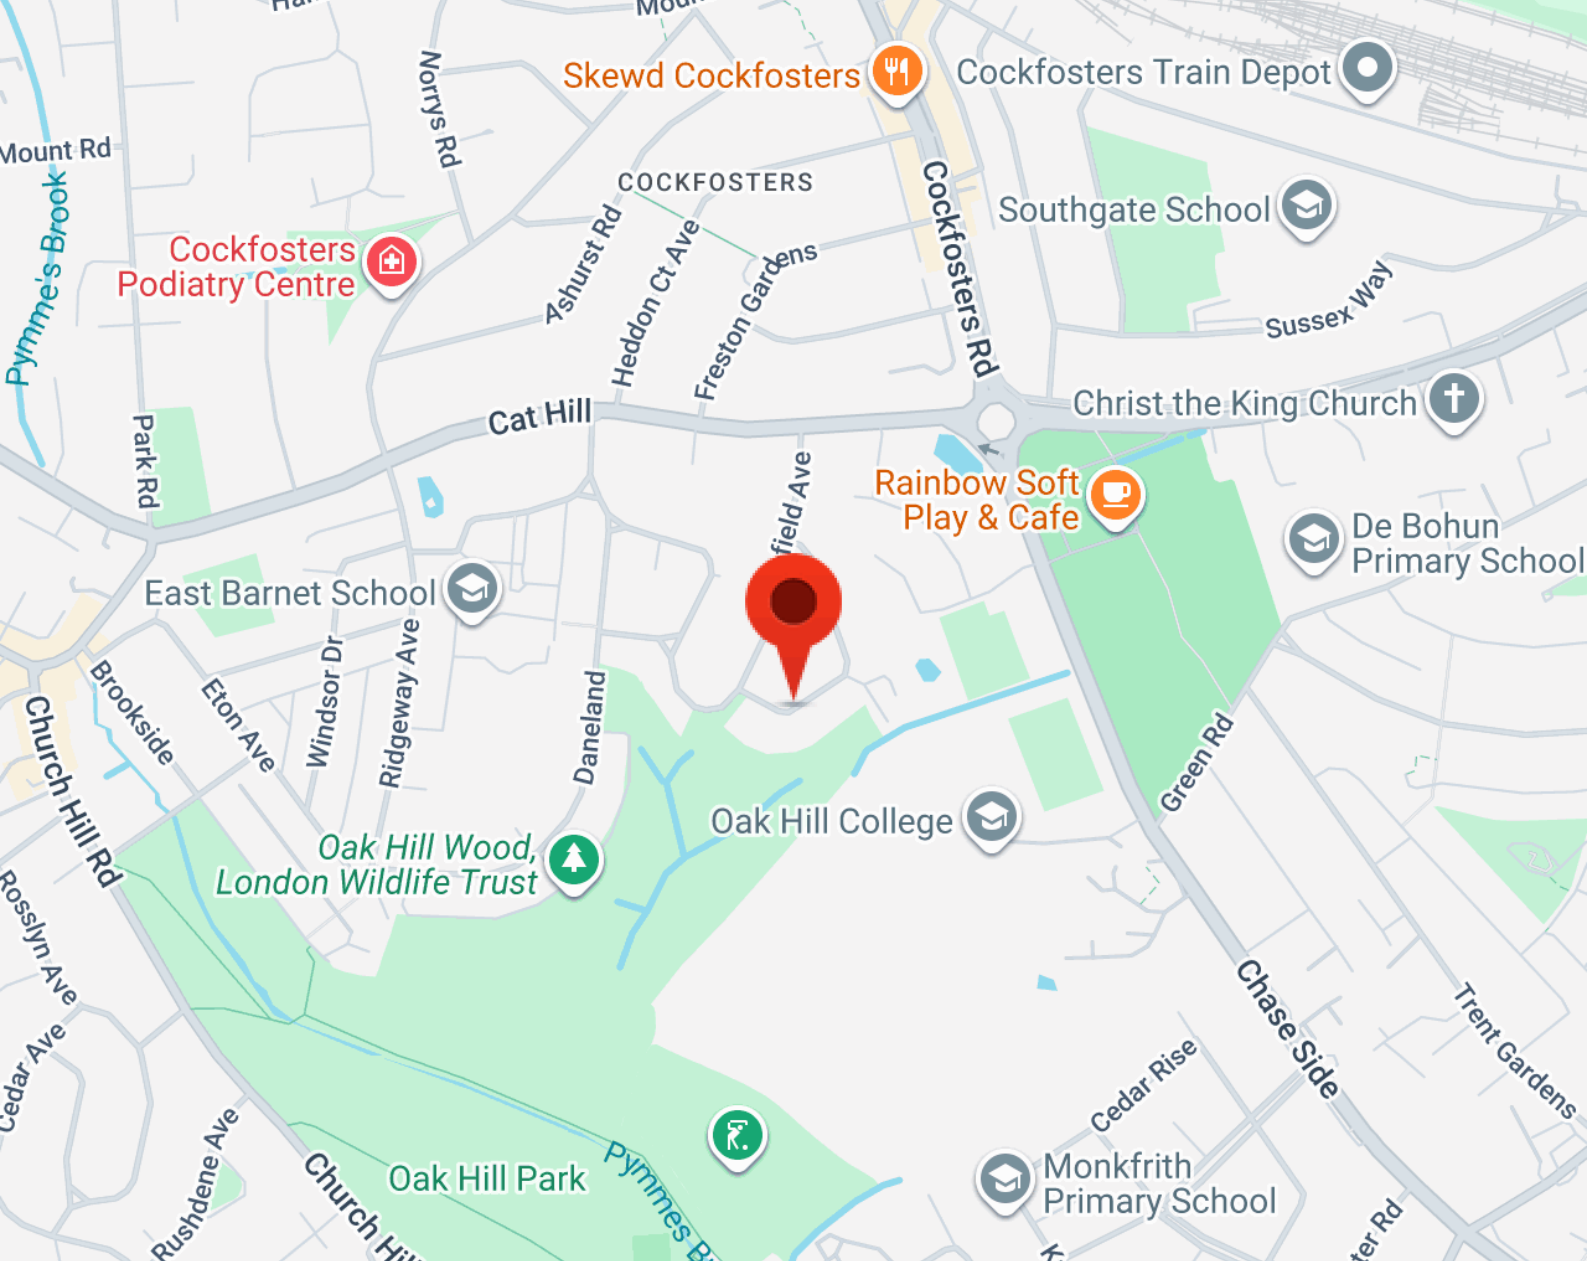 Skewd Cockfosters
Cockfosters Train Depot
Norrys Rd
Mount Rd
COCKFOSTERS
Pymme's Brook
Cockfosters Rd
Southgate School
Cockfosters
Podiatry Centre
Ashurst Rd
Heddon Ct Ave
Freston Gardens
Sussex Way
Cat Hill
Christ the King Church
Park Rd
field Ave
Rainbow Soft
Play & Cafe
De Bohun
Primary School
East Barnet School
Brookside
Eton Ave
Windsor Dr
Ridgeway Ave
Daneland
Church Hill Rd
Green Rd
Oak Hill College
Oak Hill Wood,
London Wildlife Trust
Rosslyn Ave
Cedar Ave
Chase Side
Trent Gardens
Cedar Rise
Rushdene Ave
Oak Hill Park
Pymmes
Monkfrith
Primary School
Church
ter Rd